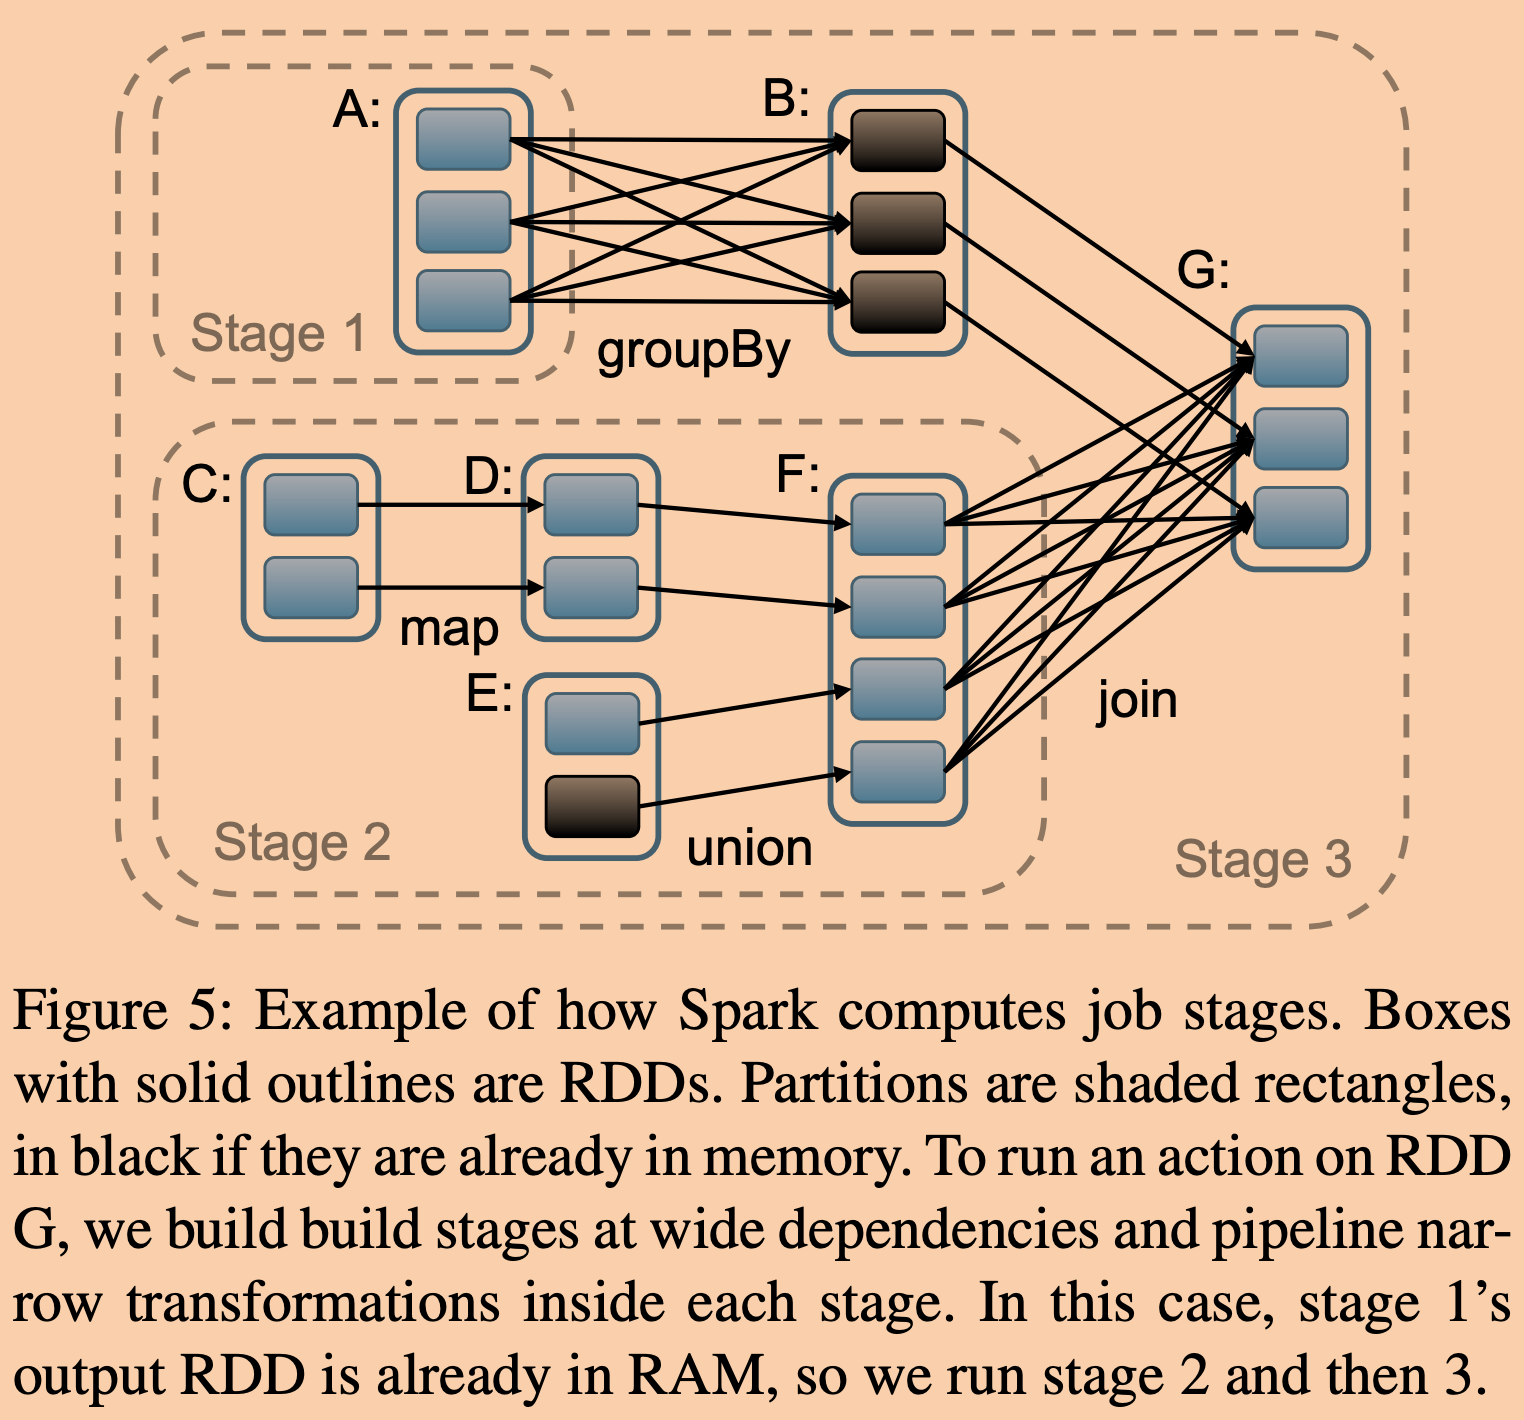 A:
B:
G:
Stage 1
groupBy
C:
D:
F:
map
E:
join
Stage 2
union
Stage 3
Figure 5: Example of how Spark computes job stages. Boxes
with solid outlines are RDDs. Partitions are shaded rectangles,
in black if they are already in memory. To run an action on RDD
G, we build build stages at wide dependencies and pipeline nar-
row transformations inside each stage. In this case, stage 1’s
output RDD is already in RAM, so we run stage 2 and then 3.